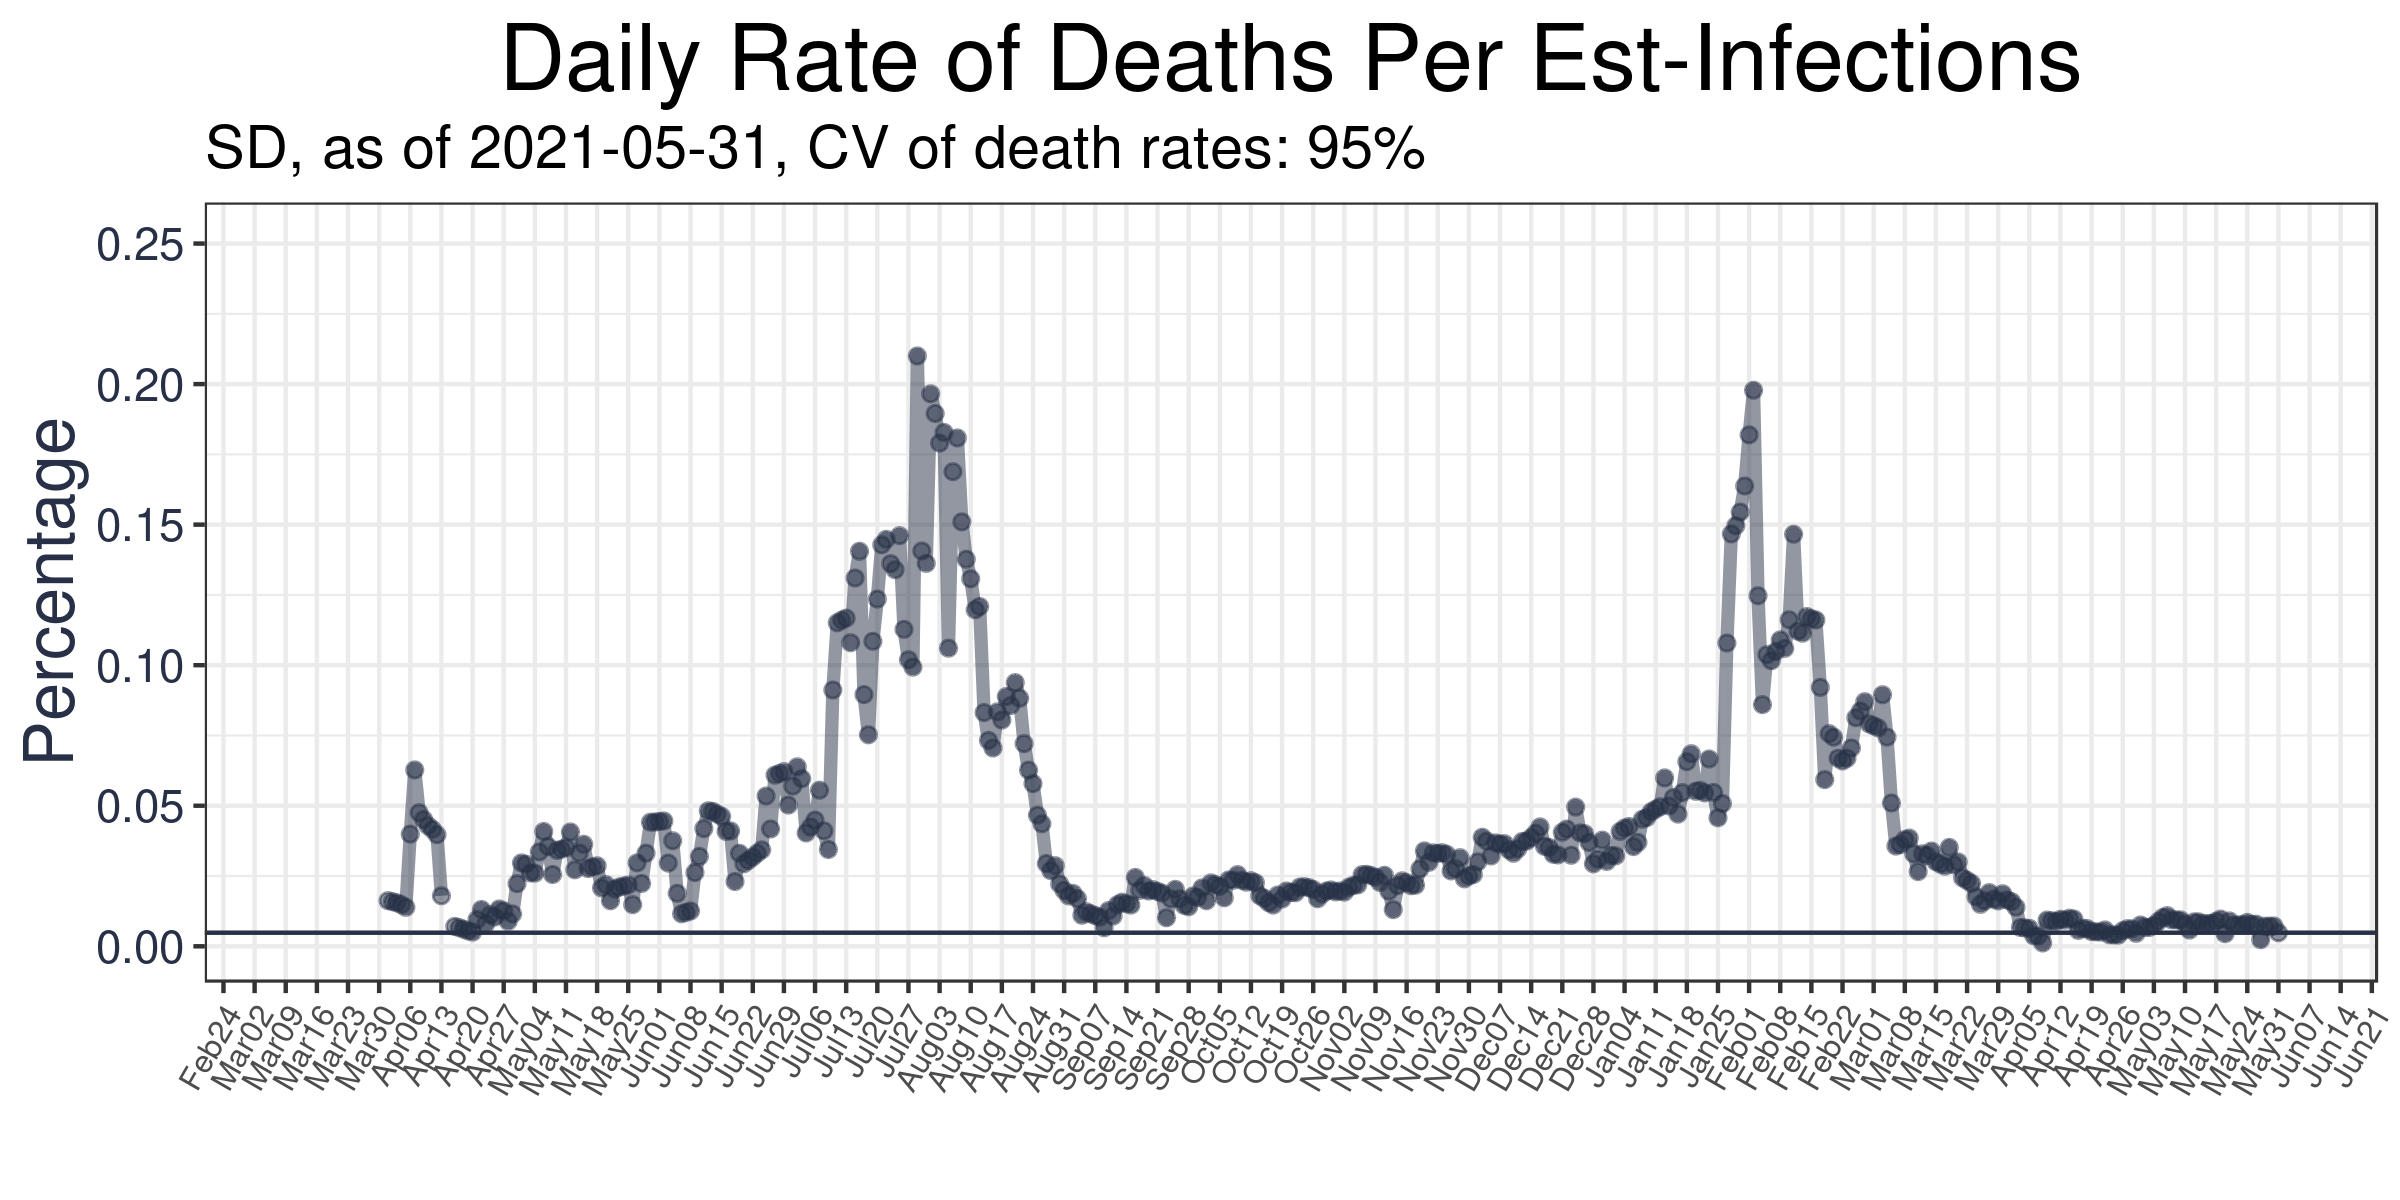 Daily Rate of Deaths Per Est-Infections
SD, as of 2021-05-31, CV of death rates: 95%
Percentage
0.25
0.20
0.15
0.10
0.05
0.00
Feb24
Mar02
Mar09
Mar16
Mar23
Mar30
Apr06
Apr13
Apr20
Apr27
May04
May11
May18
May25
Jun01
Jun08
Jun15
Jun22
Jun29
Jul06
Jul13
Jul20
Jul27
Aug03
Aug10
Aug17
Aug24
Aug31
Sep07
Sep14
Sep21
Sep28
Oct05
Oct12
Oct19
Oct26
Nov02
Nov09
Nov16
Nov23
Nov30
Dec07
Dec14
Dec21
Dec28
Jan04
Jan11
Jan18
Jan25
Feb01
Feb08
Feb15
Feb22
Mar01
Mar08
Mar15
Mar22
Mar29
Apr05
Apr12
Apr19
Apr26
May03
May10
May17
May24
May31
Jun07
Jun14
Jun21